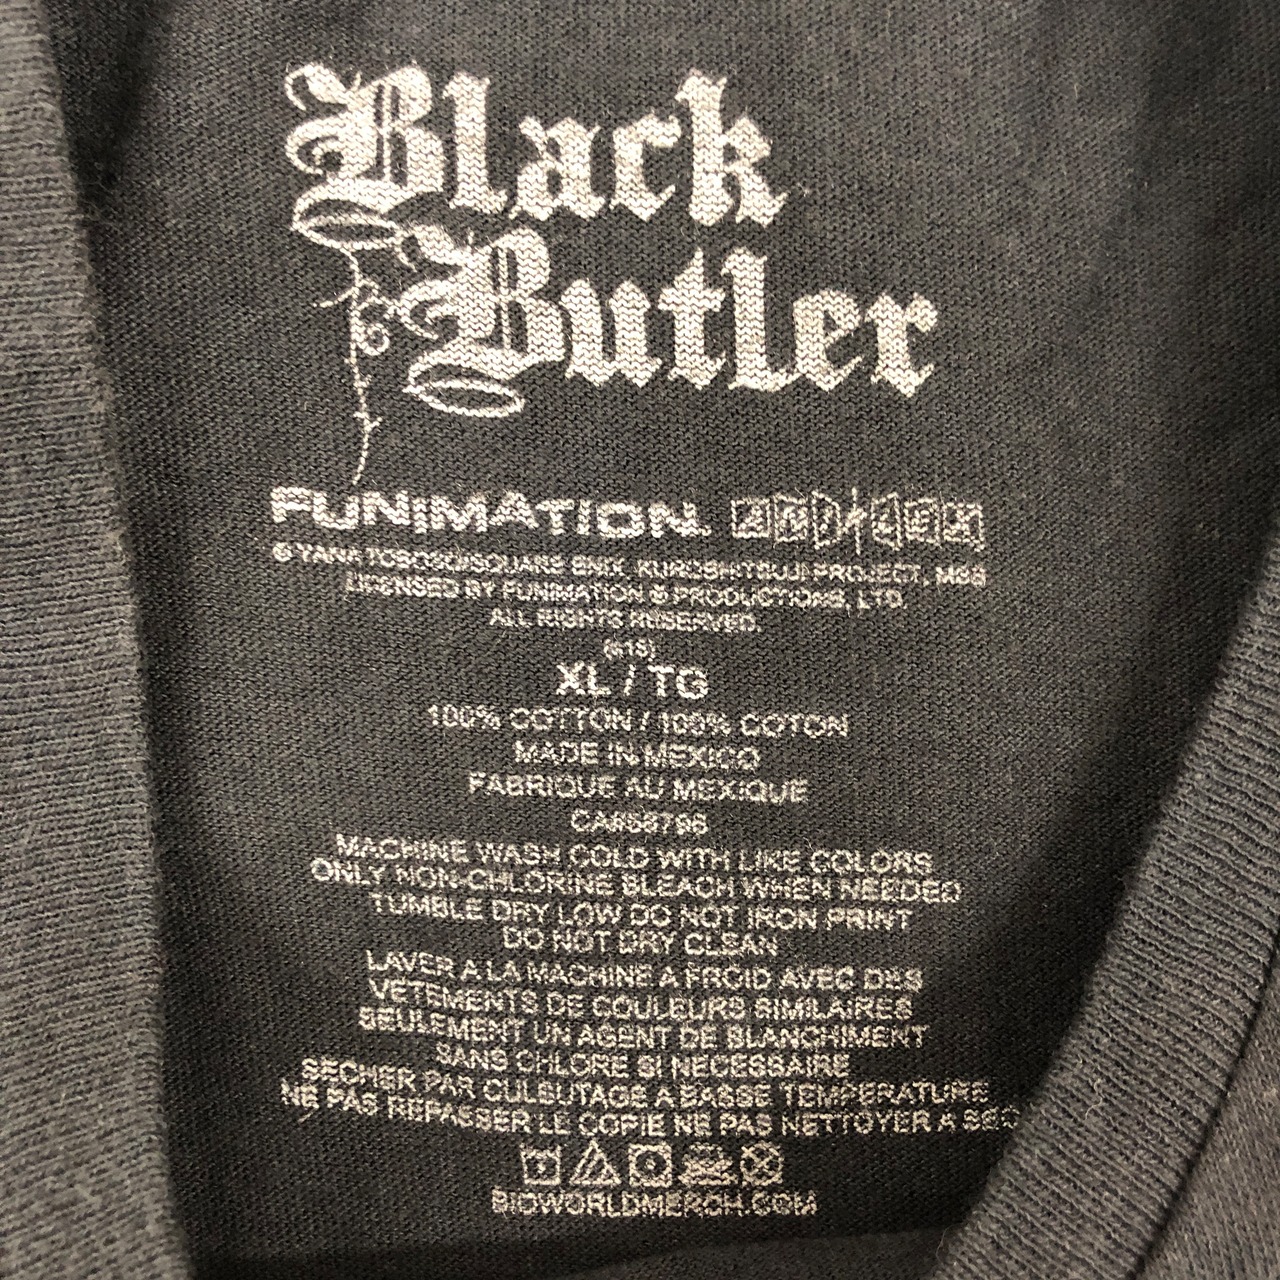 Black
Butler
FUNIMATION. ANIPLEX
© YANA TOBOSO/SQUARE ENIX, KUROSHITSUJI PROJECT, MBS
LICENSED BY FUNIMATION ® PRODUCTIONS, LTD.
ALL RIGHTS RESERVED.
XL / TG
100% COTTON / 100% COTON
MADE IN MEXICO
FABRIQUE AU MEXIQUE
MACHINE WASH COLD WITH LIKE COLORS
ONLY NON-CHLORINE BLEACH WHEN NEEDED
TUMBLE DRY LOW DO NOT IRON PRINT
DO NOT DRY CLEAN
LAVER A LA MACHINE A FROID AVEC DES
VETEMENTS DE COULEURS SIMILAIRES
SEULEMENT UN AGENT DE BLANCHIMENT
SANS CHLORE SI NECESSAIRE
SECHER PAR CULBUTAGE A BASSE TEMPERATURE
NE PAS REPASSER LE COPIE NE PAS NETTOYER A SEC
BIOWORLDMERCH.COM